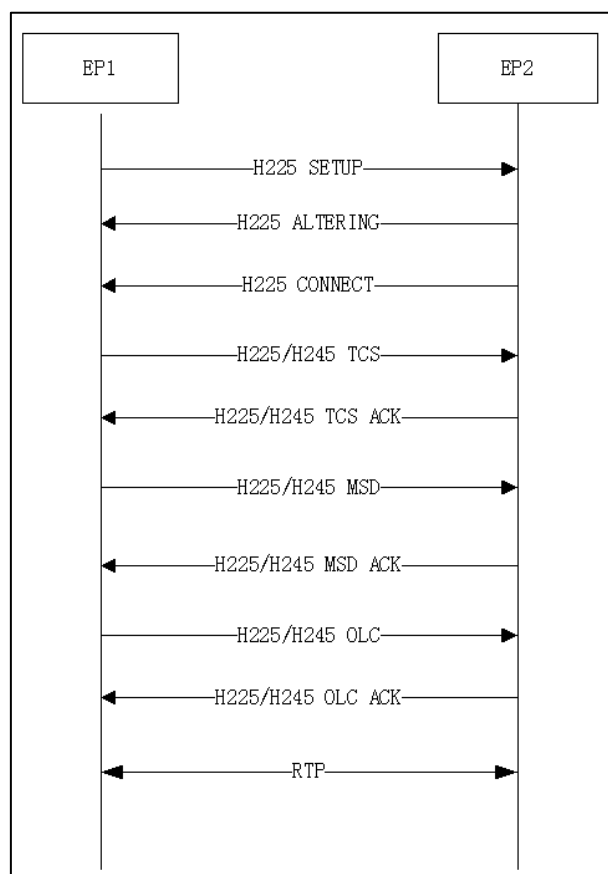 EP1
EP2
H225 SETUP
H225 ALTERING
H225 CONNECT
H225/H245 TCS
H225/H245 TCS ACK
H225/H245 MSD
H225/H245 MSD ACK
H225/H245 OLC
H225/H245 OLC ACK
RTP